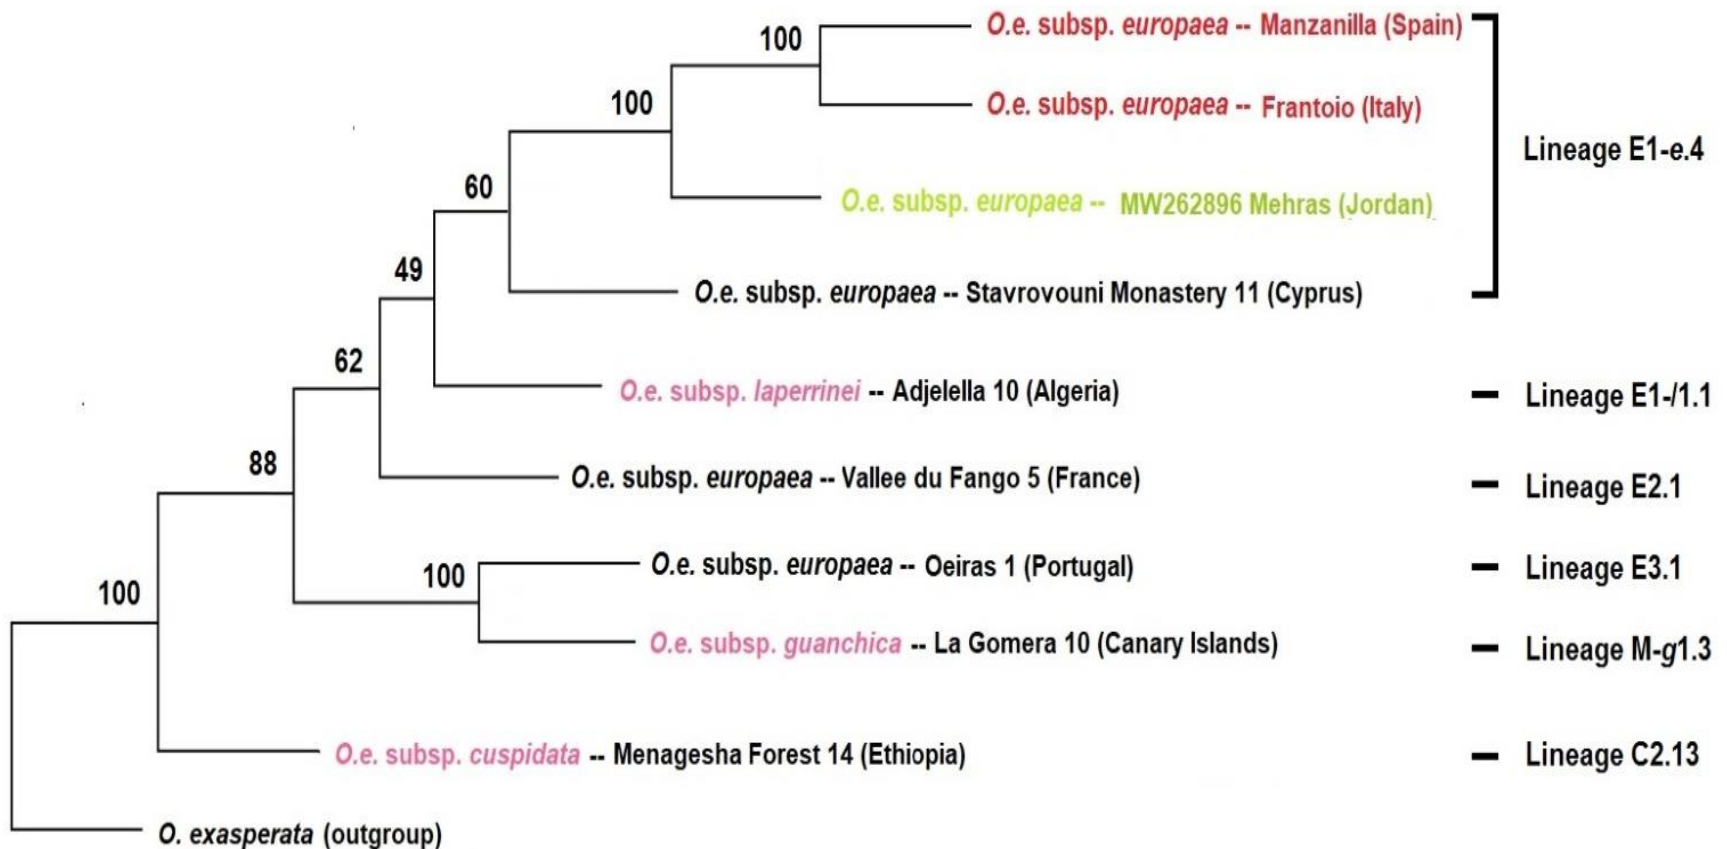 100
O.e. subsp. europaea -- Manzanilla (Spain)
100
O.e. subsp. europaea -- Frantoio (Italy)
Lineage E1-e.4
60
O.e. subsp. europaea -- MW262896 Mehras (Jordan)
49
O.e. subsp. europaea -- Stavrovouni Monastery 11 (Cyprus)
62
O.e. subsp. laperrinei -- Adjelella 10 (Algeria)
Lineage E1-/1.1
88
O.e. subsp. europaea -- Vallee du Fango 5 (France)
Lineage E2.1
100
O.e. subsp. europaea -- Oeiras 1 (Portugal)
Lineage E3.1
100
O.e. subsp. guanchica -- La Gomera 10 (Canary Islands)
Lineage M-g1.3
O.e. subsp. cuspidata -- Menagesha Forest 14 (Ethiopia)
Lineage C2.13
O. exasperata (outgroup)